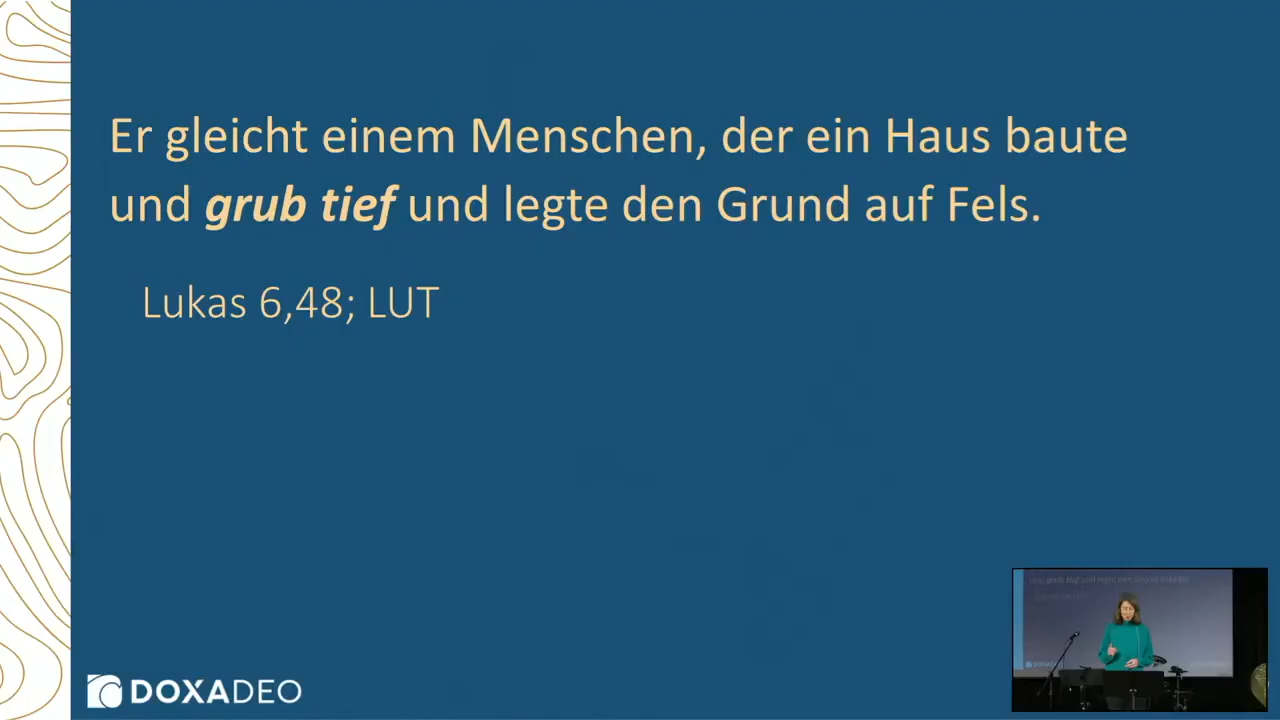 Er gleicht einem Menschen, der ein Haus baute
und grub tief und legte den Grund auf Fels.
Lukas 6,48; LUT
DOXADEO